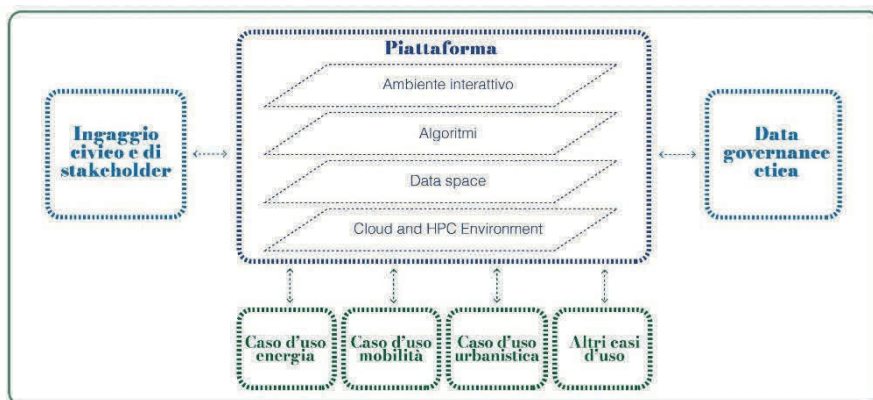 Piattaforma
Ambiente interattivo
Algoritmi
Data space
Cloud and HPC Environment
Ingaggio
civico e di
stakeholder
Data
governance
etica
Caso d'uso
energia
Caso d'uso
mobilità
Caso d'uso
urbanistica
Altri casi
d'uso